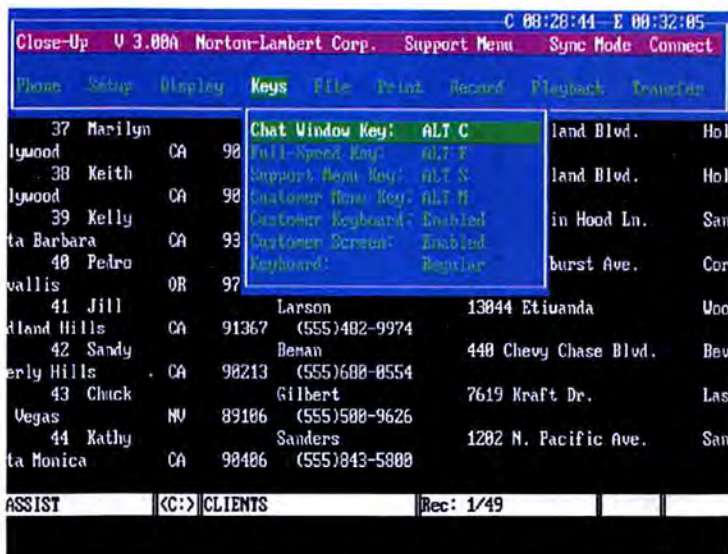 C 08:28:44 E 00:32:05
Close-Up V 3.00A Norton-Lambert Corp. Support Menu Sync Mode Connect
Phone Setup Display Keys File Print Record Playback Transfer
37 Marilyn Chat Window Key: ALT C land Blvd. Hol
lywood CA 90 Full-Speed Key: ALT F
38 Keith Support Menu Key: ALT S land Blvd. Hol
lywood CA 90 Customer Menu Key: ALT M
39 Kelly Customer Keyboard: Enabled in Hood Ln. San
ta Barbara CA 93 Customer Screen: Enabled
40 Pedro Keyboard: Regular hurst Ave. Cor
vallis OR 97
41 Jill Larson 13044 Etiwanda Woo
dland Hills CA 91367 (555)482-9974
42 Sandy Beman 440 Chevy Chase Blvd. Bev
erly Hills CA 90213 (555)680-0554
43 Chuck Gilbert 7619 Kraft Dr. Las
Vegas NV 89106 (555)500-9626
44 Kathy Sanders 1202 N. Pacific Ave. San
ta Monica CA 90406 (555)843-5800
ASSIST <C:> CLIENTS Rec: 1/49